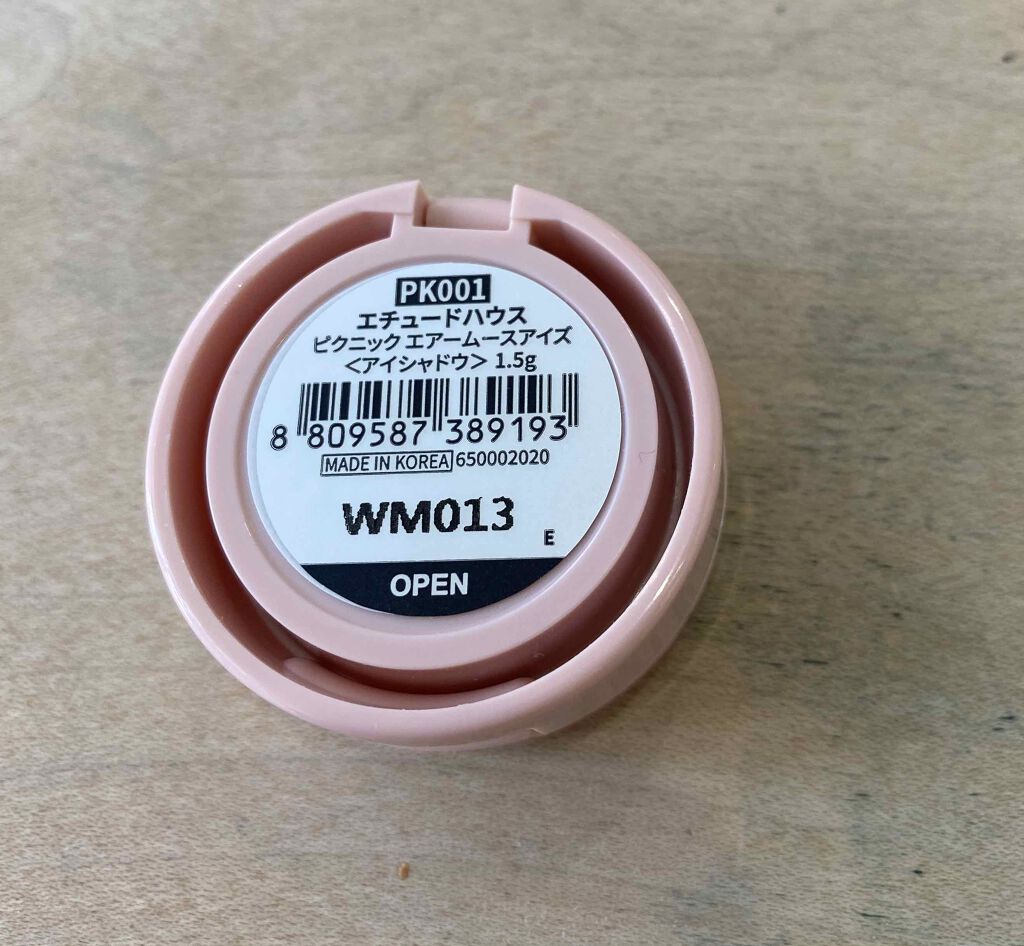 PK001
エチュードハウス
ピクニック エアームースアイズ
<アイシャドウ> 1.5g
8 809587 389193
MADE IN KOREA 650002020
WM013
E
OPEN